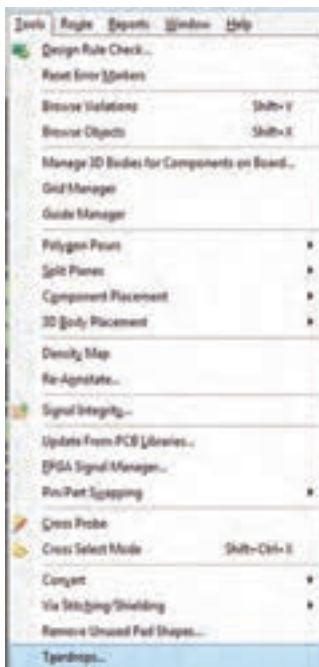 Tools Route Reports Window Help
Design Rule Check...
Reset Error Markers
Browse Violations Shift+V
Browse Objects Shift+X
Manage 3D Bodies for Components on Board...
Grid Manager
Guide Manager
Polygon Pours
Split Planes
Component Placement
3D Body Placement
Density Map
Re-Annotate...
Signal Integrity...
Update From PCB Libraries...
FPGA Signal Manager...
Pin/Part Swapping
Cross Probe
Cross Select Mode Shift+Ctrl+X
Convert
Via Stitching/Shielding
Remove Unused Pad Shapes...
Teardrops...